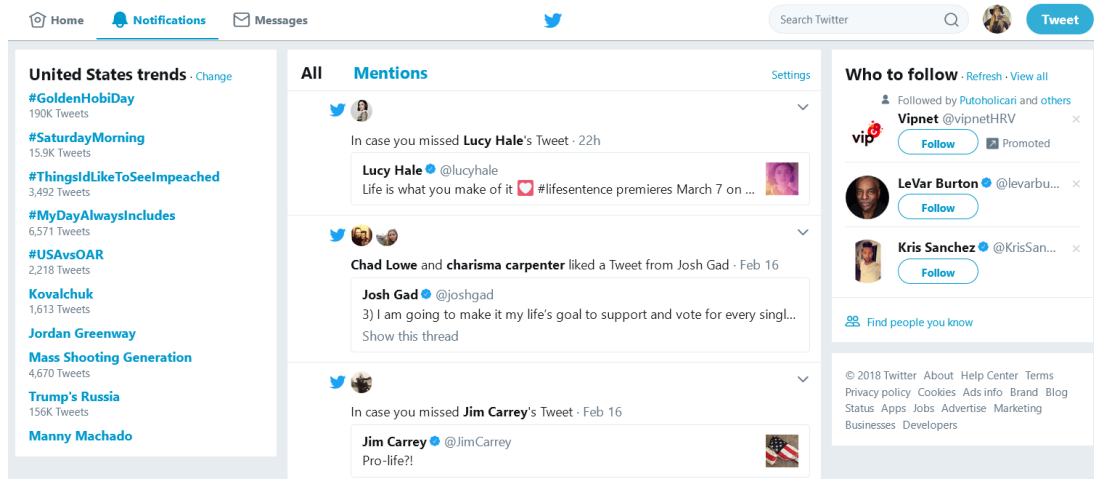 Home Notifications Messages Search Twitter Tweet
United States trends · Change
#GoldenHobiDay
190K Tweets
#SaturdayMorning
15.9K Tweets
#ThingsIdLikeToSeeImpeached
3,492 Tweets
#MyDayAlwaysIncludes
6,571 Tweets
#USAvsOAR
2,218 Tweets
Kovalchuk
1,613 Tweets
Jordan Greenway
Mass Shooting Generation
4,670 Tweets
Trump's Russia
156K Tweets
Manny Machado
All Mentions Settings
In case you missed Lucy Hale's Tweet · 22h
Lucy Hale @lucyhale
Life is what you make of it 💟 #lifesentence premieres March 7 on ...
Chad Lowe and charisma carpenter liked a Tweet from Josh Gad · Feb 16
Josh Gad @joshgad
3) I am going to make it my life's goal to support and vote for every singl...
Show this thread
In case you missed Jim Carrey's Tweet · Feb 16
Jim Carrey @JimCarrey
Pro-life?!
Who to follow · Refresh · View all
Followed by Putoholicari and others
vip
Vipnet @vipnetHRV
Follow Promoted
LeVar Burton @levarbu...
Follow
Kris Sanchez @KrisSan...
Follow
Find people you know
© 2018 Twitter About Help Center Terms
Privacy policy Cookies Ads info Brand Blog
Status Apps Jobs Advertise Marketing
Businesses Developers